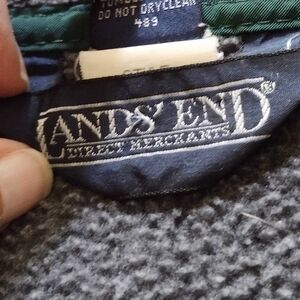 DO NOT DRYCLEAN
489
LANDS' END®
DIRECT MERCHANTS